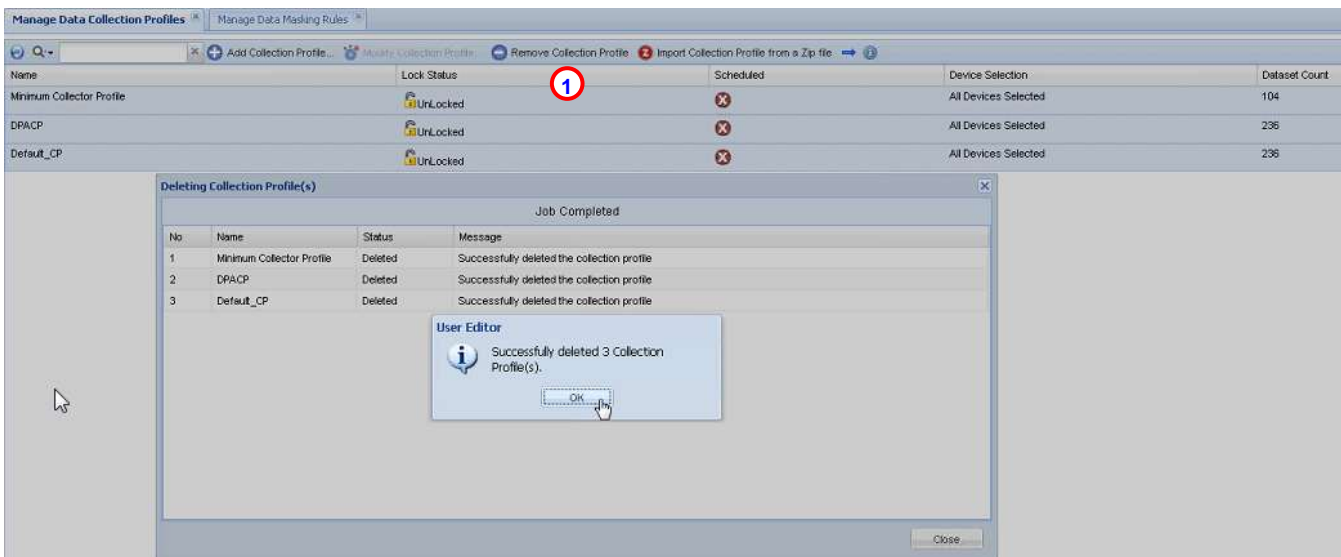 Manage Data Collection Profiles Manage Data Masking Rules
Add Collection Profile... Modify Collection Profile... Remove Collection Profile Import Collection Profile from a Zip file
1
Name Lock Status Scheduled Device Selection Dataset Count
Minimum Collector Profile UnLocked All Devices Selected 104
DPACP UnLocked All Devices Selected 236
Default_CP UnLocked All Devices Selected 236
Deleting Collection Profile(s)
Job Completed
No Name Status Message
1 Minimum Collector Profile Deleted Successfully deleted the collection profile
2 DPACP Deleted Successfully deleted the collection profile
3 Default_CP Deleted Successfully deleted the collection profile
User Editor
Successfully deleted 3 Collection
Profile(s).
OK
Close